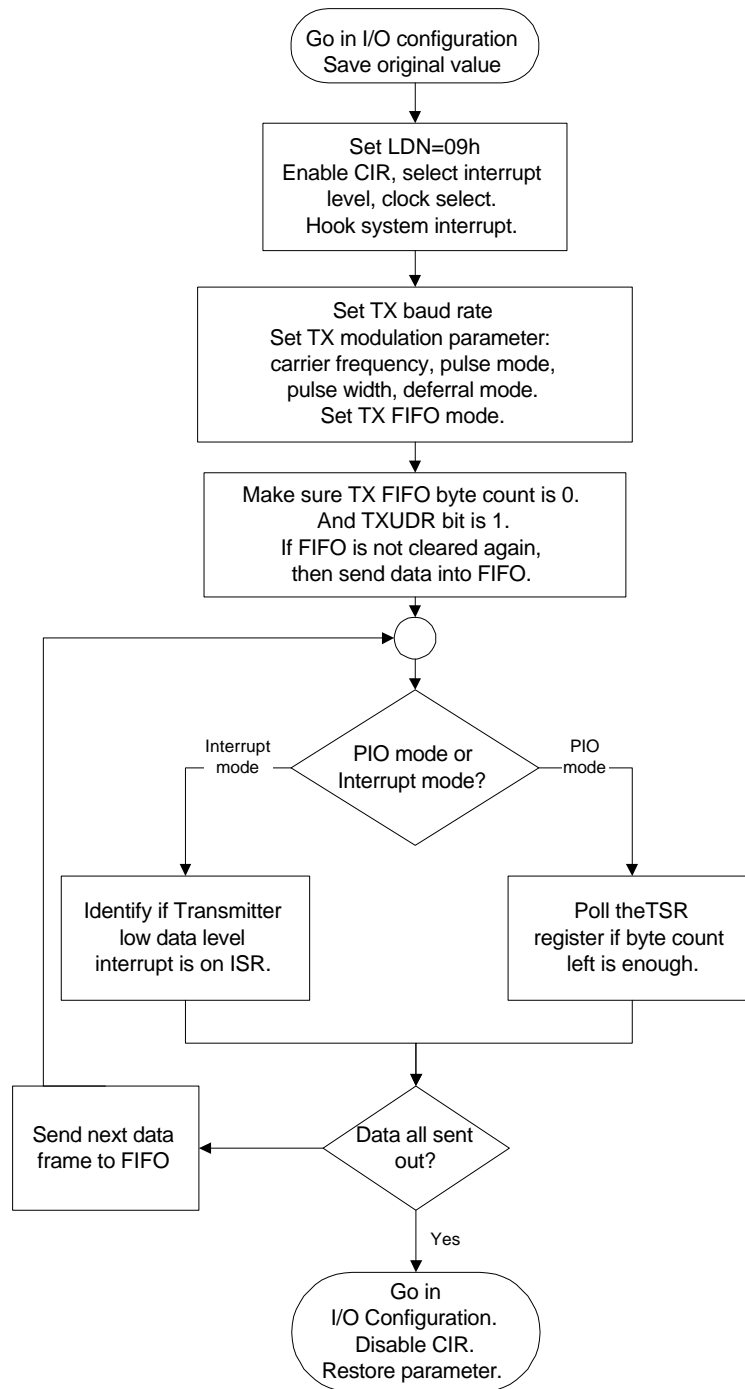 Go in I/O configuration
Save original value
Set LDN=09h
Enable CIR, select interrupt
level, clock select.
Hook system interrupt.
Set TX baud rate
Set TX modulation parameter:
carrier frequency, pulse mode,
pulse width, deferral mode.
Set TX FIFO mode.
Make sure TX FIFO byte count is 0.
And TXUDR bit is 1.
If FIFO is not cleared again,
then send data into FIFO.
Interrupt
mode
PIO mode or
Interrupt mode?
PIO
mode
Identify if Transmitter
low data level
interrupt is on ISR.
Poll theTSR
register if byte count
left is enough.
Send next data
frame to FIFO
Data all sent
out?
Yes
Go in
I/O Configuration.
Disable CIR.
Restore parameter.